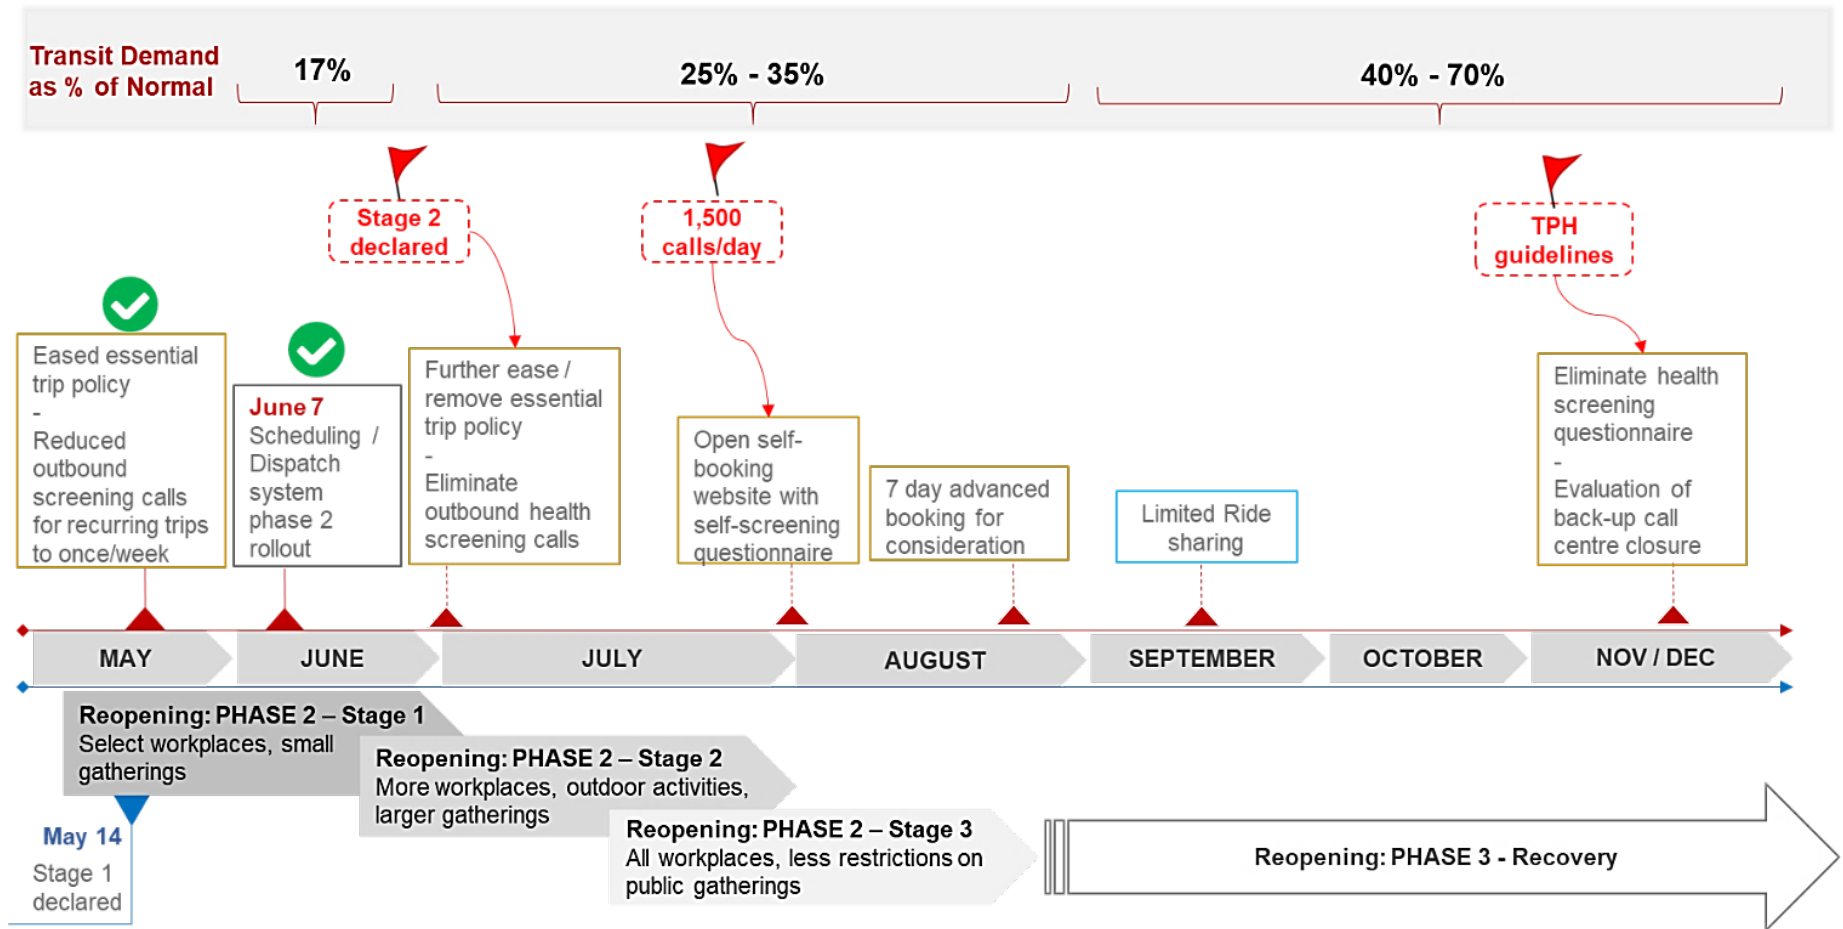 Transit Demand
as % of Normal
17%
25% - 35%
40% - 70%
Stage 2
declared
1,500
calls/day
TPH
guidelines
Eased essential
trip policy
-
Reduced
outbound
screening calls
for recurring trips
to once/week
June 7
Scheduling /
Dispatch
system
phase 2
rollout
Further ease /
remove essential
trip policy
-
Eliminate
outbound health
screening calls
Open self-
booking
website with
self-screening
questionnaire
7 day advanced
booking for
consideration
Limited Ride
sharing
Eliminate health
screening
questionnaire
-
Evaluation of
back-up call
centre closure
MAY
JUNE
JULY
AUGUST
SEPTEMBER
OCTOBER
NOV / DEC
Reopening: PHASE 2 – Stage 1
Select workplaces, small
gatherings
Reopening: PHASE 2 – Stage 2
More workplaces, outdoor activities,
larger gatherings
Reopening: PHASE 2 – Stage 3
All workplaces, less restrictions on
public gatherings
Reopening: PHASE 3 - Recovery
May 14
Stage 1
declared